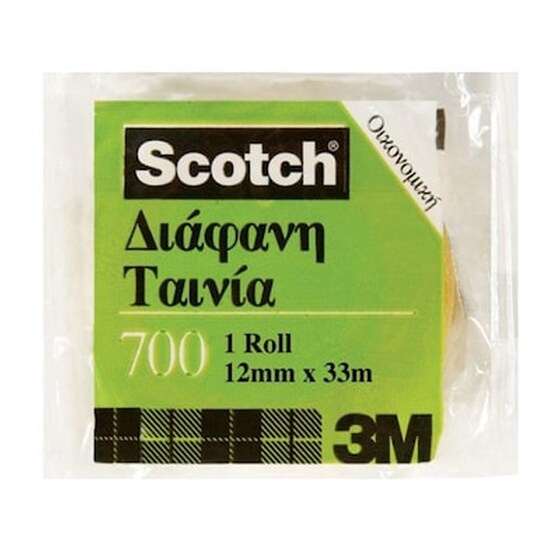 Scotch®
Οικονομική
Διάφανη
Ταινία
700
1 Roll
12mm x 33m
3M